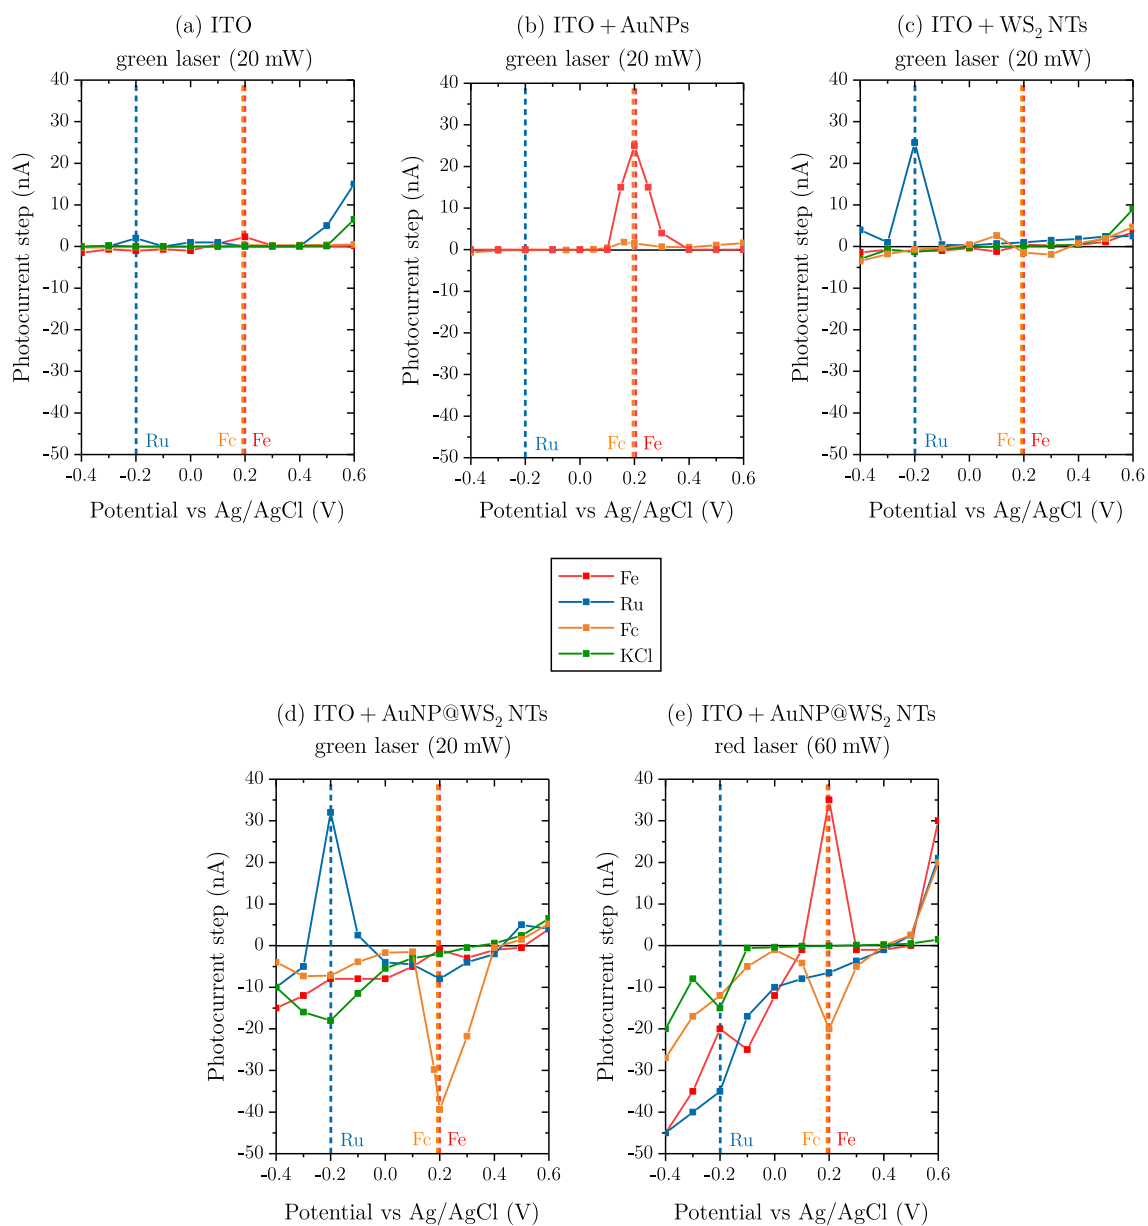 (a) ITO
green laser (20 mW)
40
30
20
10
0
-10
-20
-30
-40
-50
Photocurrent step (nA)
Ru
Fc
Fe
-0.4 -0.2 0.0 0.2 0.4 0.6
Potential vs Ag/AgCl (V)
(b) ITO + AuNPs
green laser (20 mW)
40
30
20
10
0
-10
-20
-30
-40
-50
Photocurrent step (nA)
Ru
Fc
Fe
-0.4 -0.2 0.0 0.2 0.4 0.6
Potential vs Ag/AgCl (V)
(c) ITO + WS₂ NTs
green laser (20 mW)
40
30
20
10
0
-10
-20
-30
-40
-50
Photocurrent step (nA)
Ru
Fc
Fe
-0.4 -0.2 0.0 0.2 0.4 0.6
Potential vs Ag/AgCl (V)
Fe
Ru
Fc
KCl
(d) ITO + AuNP@WS₂ NTs
green laser (20 mW)
40
30
20
10
0
-10
-20
-30
-40
-50
Photocurrent step (nA)
Ru
Fc
Fe
-0.4 -0.2 0.0 0.2 0.4 0.6
Potential vs Ag/AgCl (V)
(e) ITO + AuNP@WS₂ NTs
red laser (60 mW)
40
30
20
10
0
-10
-20
-30
-40
-50
Photocurrent step (nA)
Ru
Fc
Fe
-0.4 -0.2 0.0 0.2 0.4 0.6
Potential vs Ag/AgCl (V)